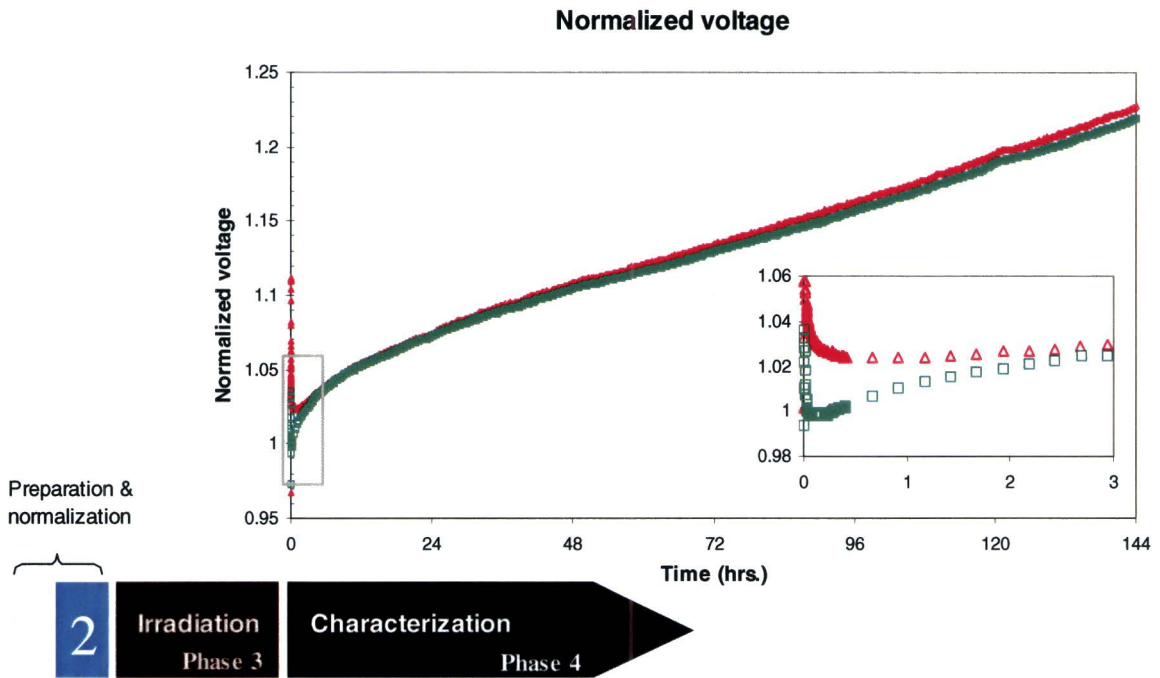 Normalized voltage
1.25
1.2
1.15
1.1
1.05
1
0.95
Normalized voltage
0 24 48 72 96 120 144
Time (hrs.)
1.06
1.04
1.02
1
0.98
0 1 2 3
Preparation &
normalization
2
Irradiation
Phase 3
Characterization
Phase 4